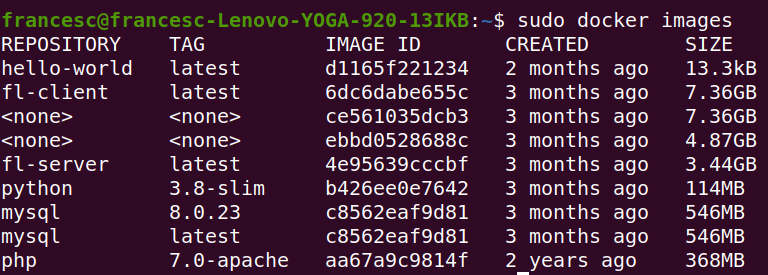 francesc@francesc-Lenovo-YOGA-920-13IKB:~$ sudo docker images
REPOSITORY    TAG          IMAGE ID       CREATED        SIZE
hello-world   latest       d1165f221234   2 months ago   13.3kB
fl-client     latest       6dc6dabe655c   3 months ago   7.36GB
<none>        <none>       ce561035dcb3   3 months ago   7.36GB
<none>        <none>       ebbd0528688c   3 months ago   4.87GB
fl-server     latest       4e95639cccbf   3 months ago   3.44GB
python        3.8-slim     b426ee0e7642   3 months ago   114MB
mysql         8.0.23       c8562eaf9d81   3 months ago   546MB
mysql         latest       c8562eaf9d81   3 months ago   546MB
php           7.0-apache   aa67a9c9814f   2 years ago    368MB